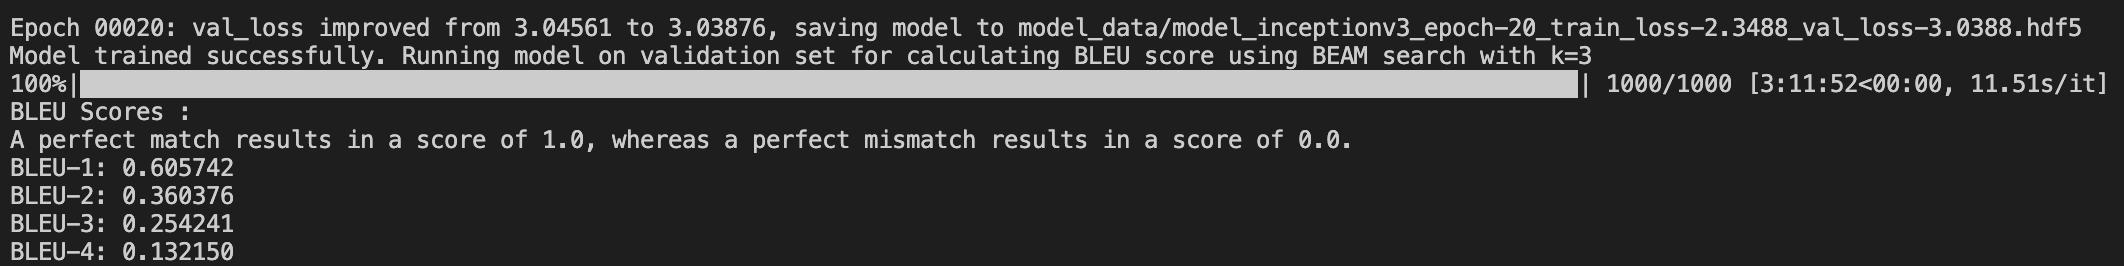 Epoch 00020: val_loss improved from 3.04561 to 3.03876, saving model to model_data/model_inceptionv3_epoch-20_train_loss-2.3488_val_loss-3.0388.hdf5
Model trained successfully. Running model on validation set for calculating BLEU score using BEAM search with k=3
100%|██████████| 1000/1000 [3:11:52<00:00, 11.51s/it]
BLEU Scores :
A perfect match results in a score of 1.0, whereas a perfect mismatch results in a score of 0.0.
BLEU-1: 0.605742
BLEU-2: 0.360376
BLEU-3: 0.254241
BLEU-4: 0.132150